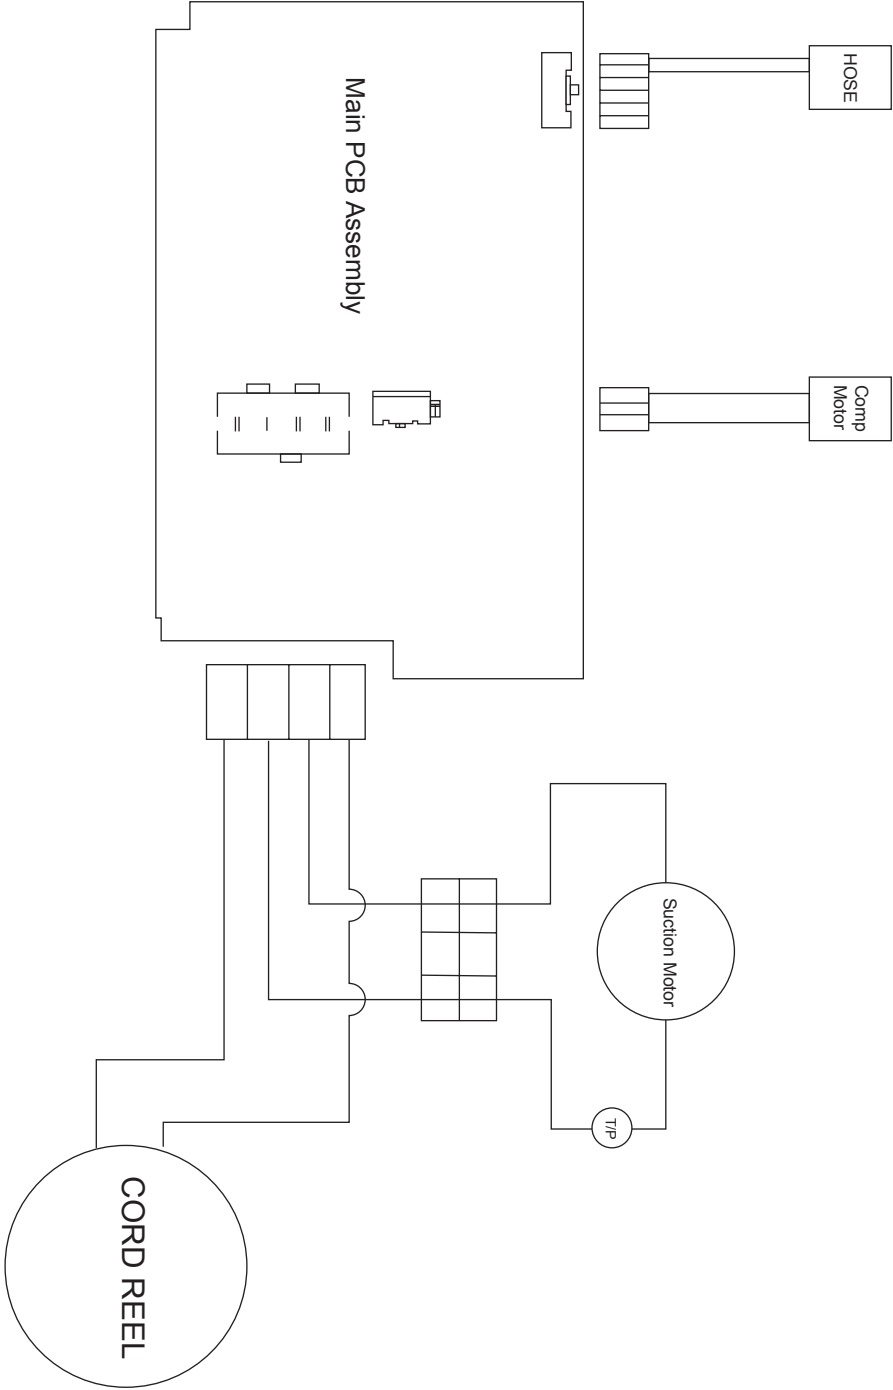 HOSE
Comp
Motor
Main PCB Assembly
Suction Motor
T/P
CORD REEL